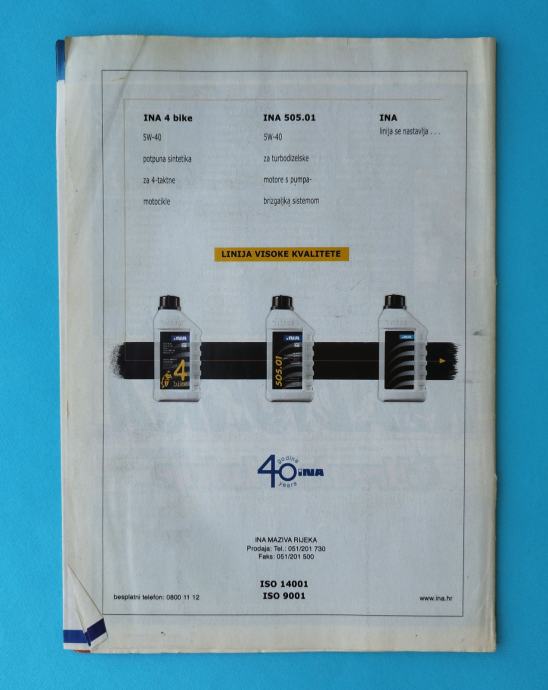 INA 4 bike
5W-40
potpuna sintetika
za 4-taktne
motocikle
INA 505.01
5W-40
za turbodizelske
motore s pumpa-
brizgaljka sistemom
INA
linija se nastavlja . . .
LINIJA VISOKE KVALITETE
INA
4
bike
INA
505.01
INA
40
godina
years
INA
INA MAZIVA RIJEKA
Prodaja: Tel.: 051/201 730
Faks: 051/201 500
ISO 14001
ISO 9001
besplatni telefon: 0800 11 12
www.ina.hr